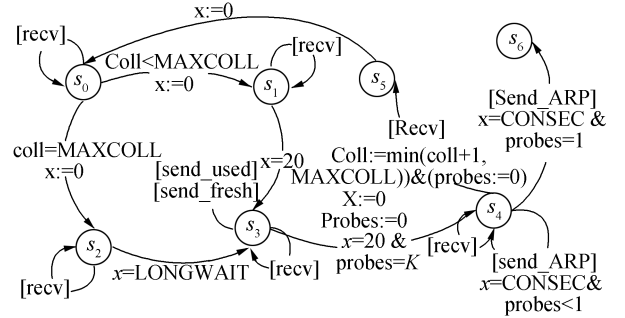 x:=0
[recv]
s0
Coll<MAXCOLL
x:=0
s1
[recv]
s5
s6
[Send_ARP]
x=CONSEC &
probes=1
[Recv]
coll=MAXCOLL
x:=0
x=20
Coll:=min(coll+1,
MAXCOLL))&(probes:=0)
X:=0
Probes:=0
[send_used]
[send_fresh]
s3
x=20 &
probes=K
s4
[recv]
s2
[recv]
x=LONGWAIT
[recv]
[send_ARP]
x=CONSEC&
probes<1